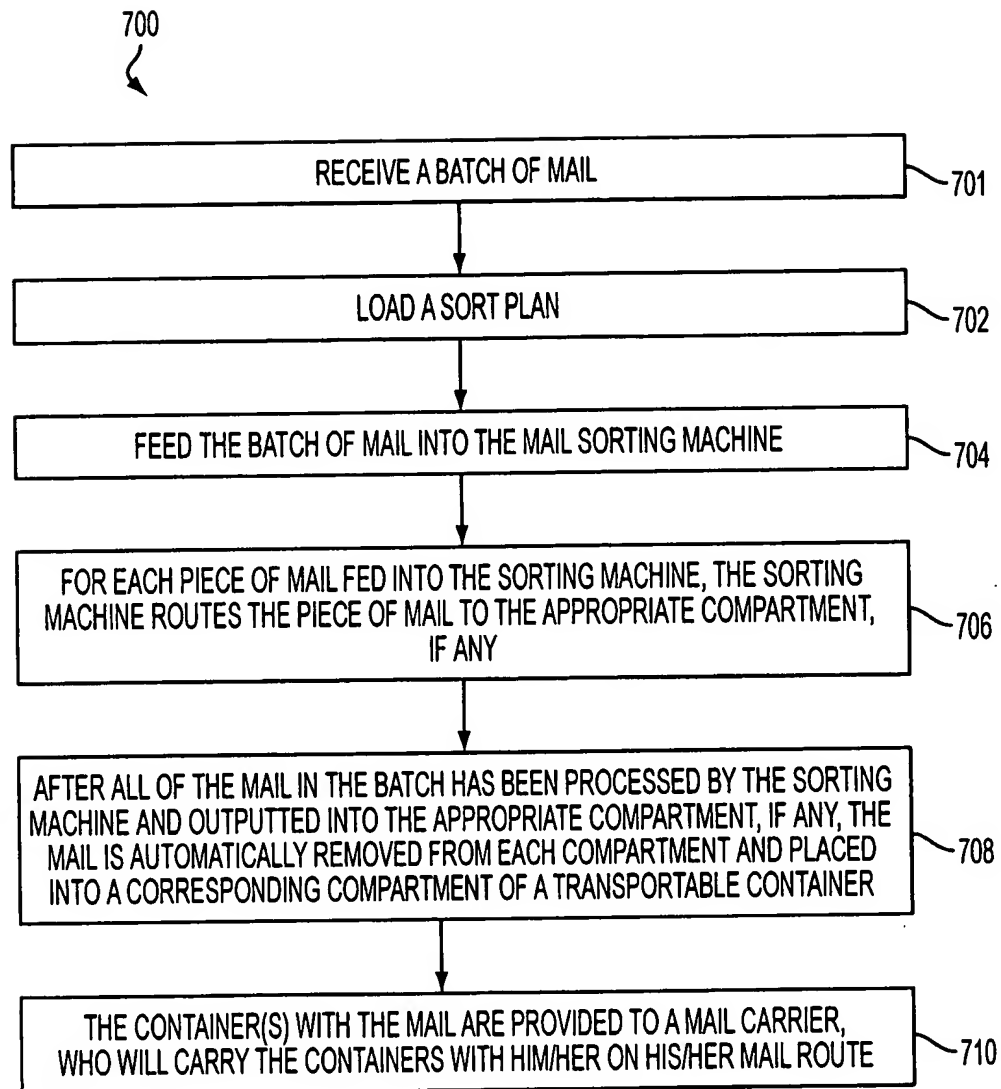 700
RECEIVE A BATCH OF MAIL
701
LOAD A SORT PLAN
702
FEED THE BATCH OF MAIL INTO THE MAIL SORTING MACHINE
704
FOR EACH PIECE OF MAIL FED INTO THE SORTING MACHINE, THE SORTING
MACHINE ROUTES THE PIECE OF MAIL TO THE APPROPRIATE COMPARTMENT,
IF ANY
706
AFTER ALL OF THE MAIL IN THE BATCH HAS BEEN PROCESSED BY THE SORTING
MACHINE AND OUTPUTTED INTO THE APPROPRIATE COMPARTMENT, IF ANY, THE
MAIL IS AUTOMATICALLY REMOVED FROM EACH COMPARTMENT AND PLACED
INTO A CORRESPONDING COMPARTMENT OF A TRANSPORTABLE CONTAINER
708
THE CONTAINER(S) WITH THE MAIL ARE PROVIDED TO A MAIL CARRIER,
WHO WILL CARRY THE CONTAINERS WITH HIM/HER ON HIS/HER MAIL ROUTE
710